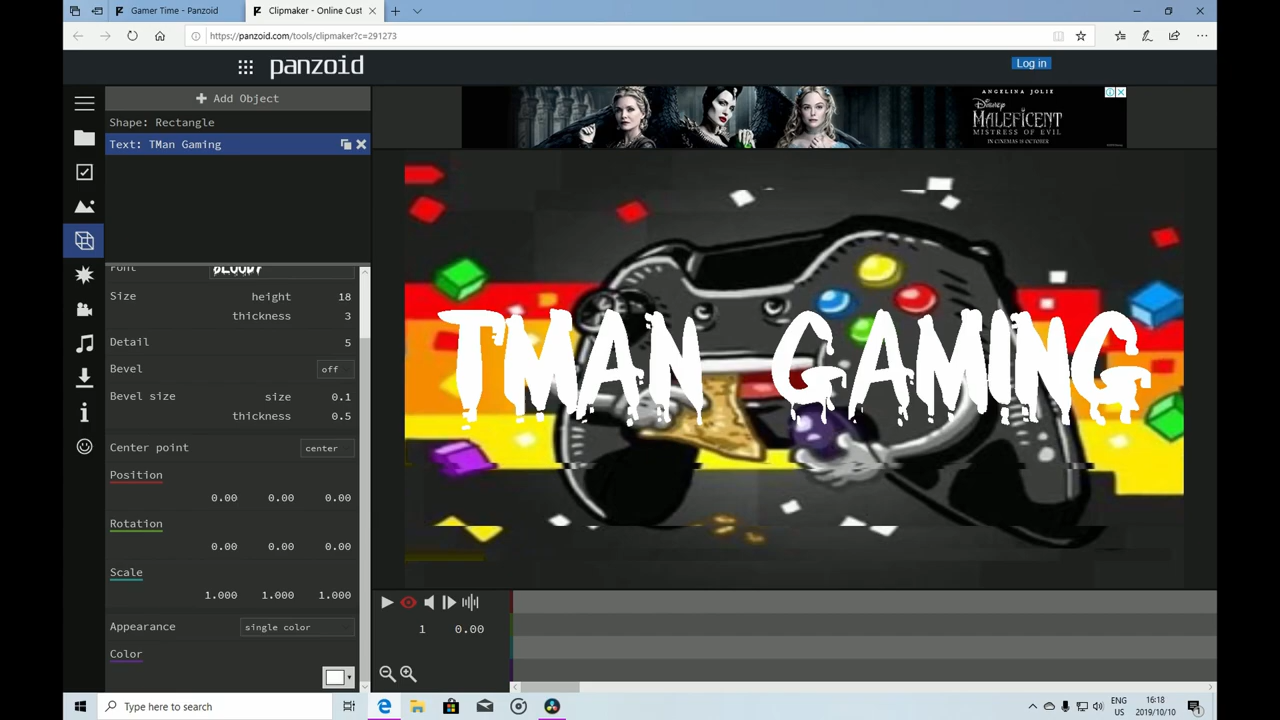 Gamer Time - Panzoid
Clipmaker - Online Cust
https://panzoid.com/tools/clipmaker?c=291273
panzoid
Log in
Add Object
Shape: Rectangle
Text: TMan Gaming
ANGELINA JOLIE
Disney
MALEFICENT
MISTRESS OF EVIL
IN CINEMAS 18 OCTOBER
Font BLOODY
Size height 18
thickness 3
Detail 5
Bevel off
Bevel size size 0.1
thickness 0.5
Center point center
Position
0.00 0.00 0.00
Rotation
0.00 0.00 0.00
Scale
1.000 1.000 1.000
Appearance single color
Color
TMAN GAMING
1 0.00
Type here to search
ENG
US
16:18
2019/10/10
1